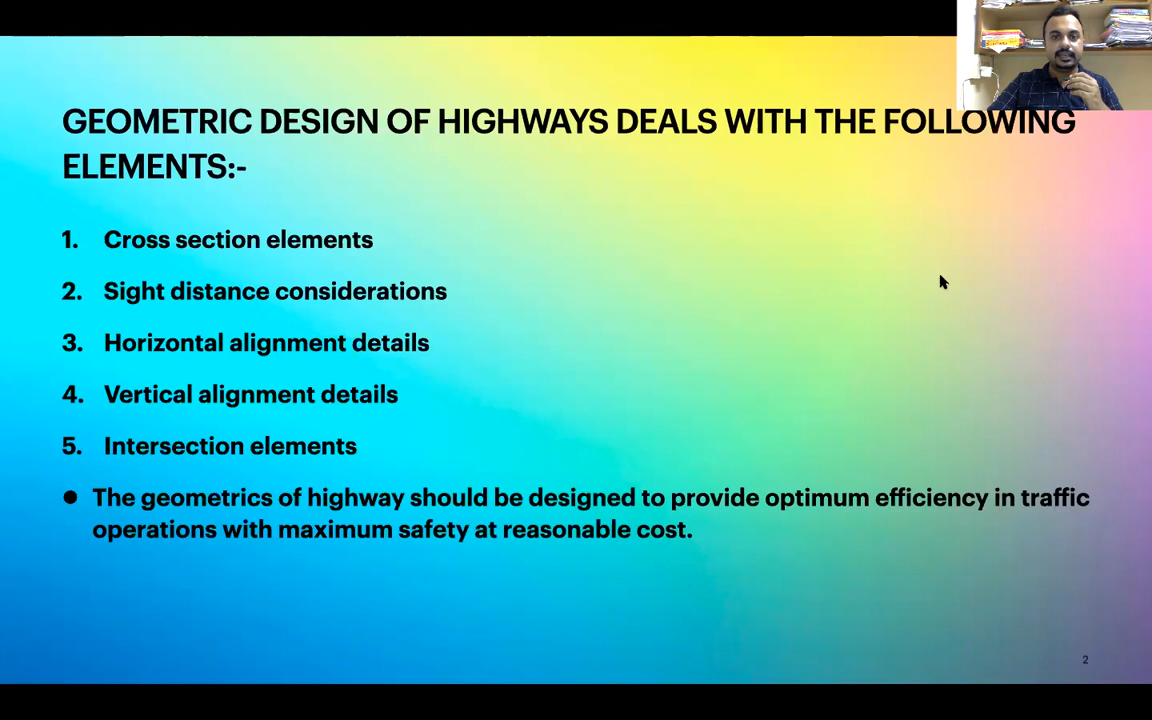 GEOMETRIC DESIGN OF HIGHWAYS DEALS WITH THE FOLLOWING
ELEMENTS:-
1. Cross section elements
2. Sight distance considerations
3. Horizontal alignment details
4. Vertical alignment details
5. Intersection elements
● The geometrics of highway should be designed to provide optimum efficiency in traffic
operations with maximum safety at reasonable cost.
2